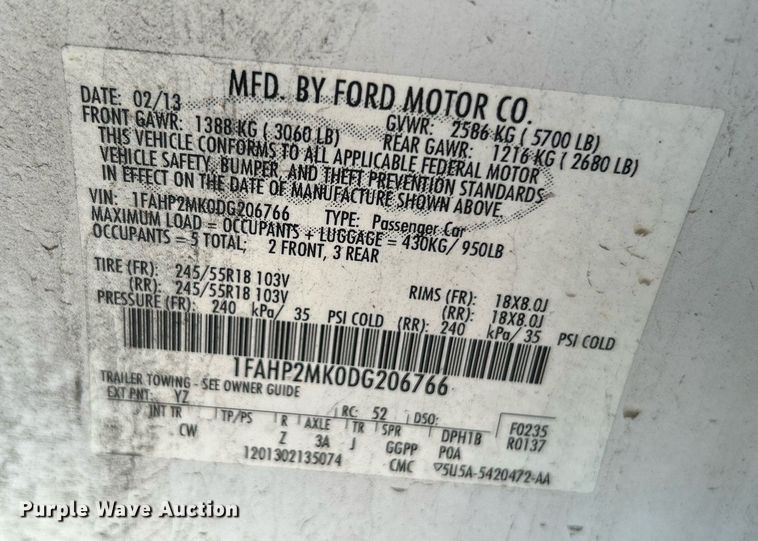 MFD. BY FORD MOTOR CO.
DATE: 02/13 GVWR: 2586 KG ( 5700 LB)
FRONT GAWR: 1388 KG ( 3060 LB) REAR GAWR: 1216 KG ( 2680 LB)
THIS VEHICLE CONFORMS TO ALL APPLICABLE FEDERAL MOTOR
VEHICLE SAFETY, BUMPER, AND THEFT PREVENTION STANDARDS
IN EFFECT ON THE DATE OF MANUFACTURE SHOWN ABOVE.
VIN: 1FAHP2MK0DG206766 TYPE: Passenger Car
MAXIMUM LOAD = OCCUPANTS + LUGGAGE = 430KG/ 950LB
OCCUPANTS = 5 TOTAL; 2 FRONT, 3 REAR
TIRE (FR): 245/55R18 103V RIMS (FR): 18X8.0J
(RR): 245/55R18 103V (RR): 18X8.0J
PRESSURE (FR): 240 kPa/ 35 PSI COLD (RR): 240 kPa/ 35 PSI COLD
1FAHP2MK0DG206766
TRAILER TOWING - SEE OWNER GUIDE
EXT PNT: YZ RC: 52 DSO: F0235
INT TR TP/PS R AXLE TR SPR DPH1B R0137
CW Z 3A J GGPP POA
1201302135074 CMC 5U5A-5420472-AA
Purple Wave Auction